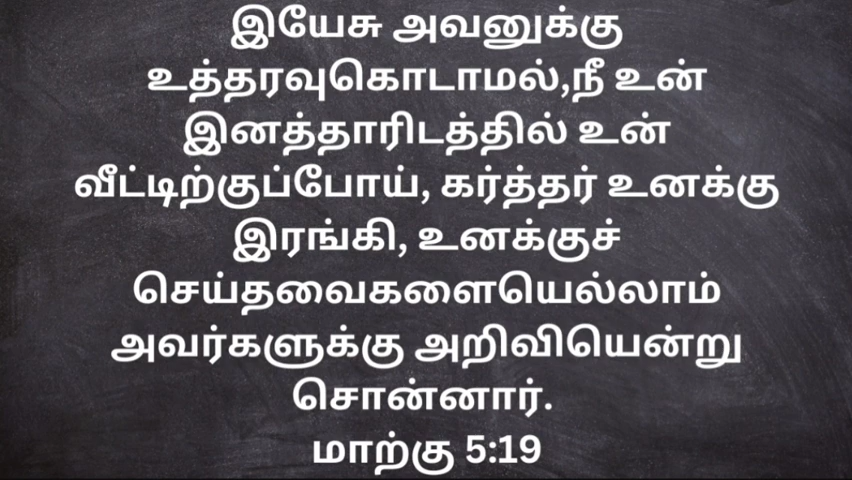 இயேசு அவனுக்கு
உத்தரவுகொடாமல்,நீ உன்
இனத்தாரிடத்தில் உன்
வீட்டிற்குப்போய், கர்த்தர் உனக்கு
இரங்கி, உனக்குச்
செய்தவைகளையெல்லாம்
அவர்களுக்கு அறிவியென்று
சொன்னார்.
மாற்கு 5:19